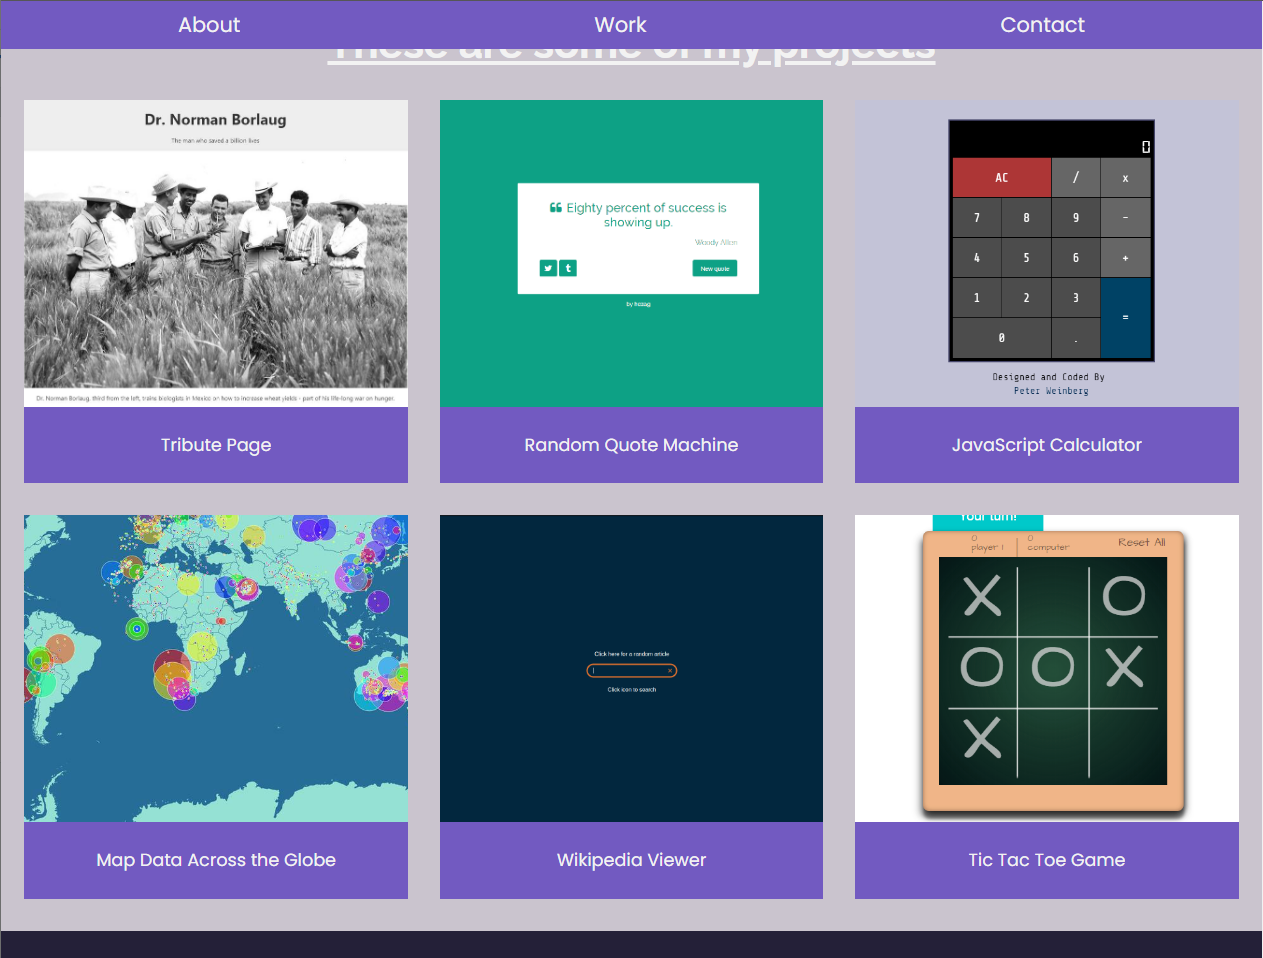 About
Work
Contact
These are some of my projects
Dr. Norman Borlaug
The man who saved a billion lives
Dr. Norman Borlaug, third from the left, trains biologists in Mexico on how to increase wheat yields - part of his life-long war on hunger.
Tribute Page
Eighty percent of success is
showing up.
Woody Allen
New quote
by hezag
Random Quote Machine
0
AC / x
7 8 9 -
4 5 6 +
1 2 3 =
0 .
Designed and Coded By
Peter Weinberg
JavaScript Calculator
Map Data Across the Globe
Click here for a random article
Click icon to search
Wikipedia Viewer
Your turn!
0 0
player 1 computer Reset All
X O
O O X
X
Tic Tac Toe Game